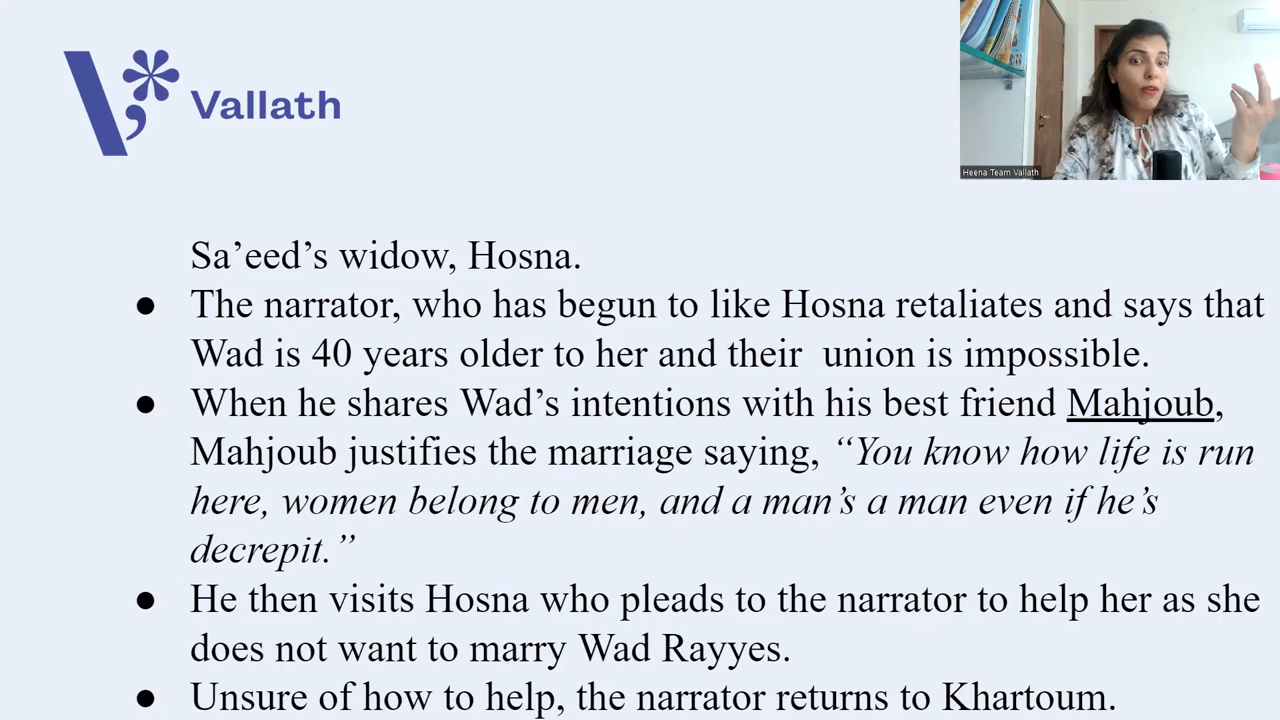 Vallath
Heena Team Vallath
Sa’eed’s widow, Hosna.
● The narrator, who has begun to like Hosna retaliates and says that
Wad is 40 years older to her and their union is impossible.
● When he shares Wad’s intentions with his best friend Mahjoub,
Mahjoub justifies the marriage saying, “You know how life is run
here, women belong to men, and a man’s a man even if he’s
decrepit.”
● He then visits Hosna who pleads to the narrator to help her as she
does not want to marry Wad Rayyes.
● Unsure of how to help, the narrator returns to Khartoum.